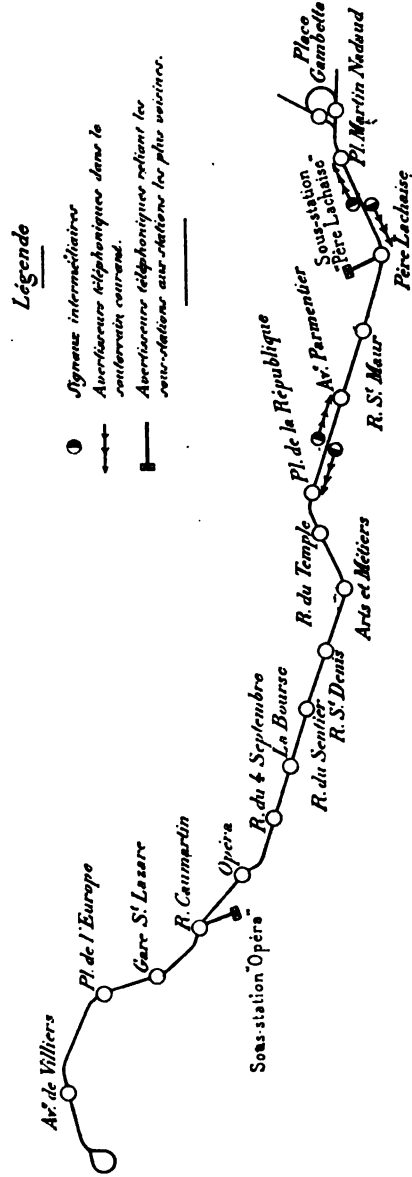 Légende
Signaux intermédiaires
Avertisseurs téléphoniques dans le
souterrain courant.
Avertisseurs téléphoniques reliant les
sous-stations aux stations les plus voisines.
Av.e de Villiers
Pl. de l'Europe
Gare St Lazare
R. Caumartin
Sous-station "Opéra"
Opéra
R. du 4 Septembre
La Bourse
R. du Sentier
R. St Denis
Arts et Métiers
R. du Temple
Pl. de la République
Av.e Parmentier
R. St Maur
Sous-station
"Père Lachaise"
Père Lachaise
Pl. Martin Nadaud
Place
Gambetta